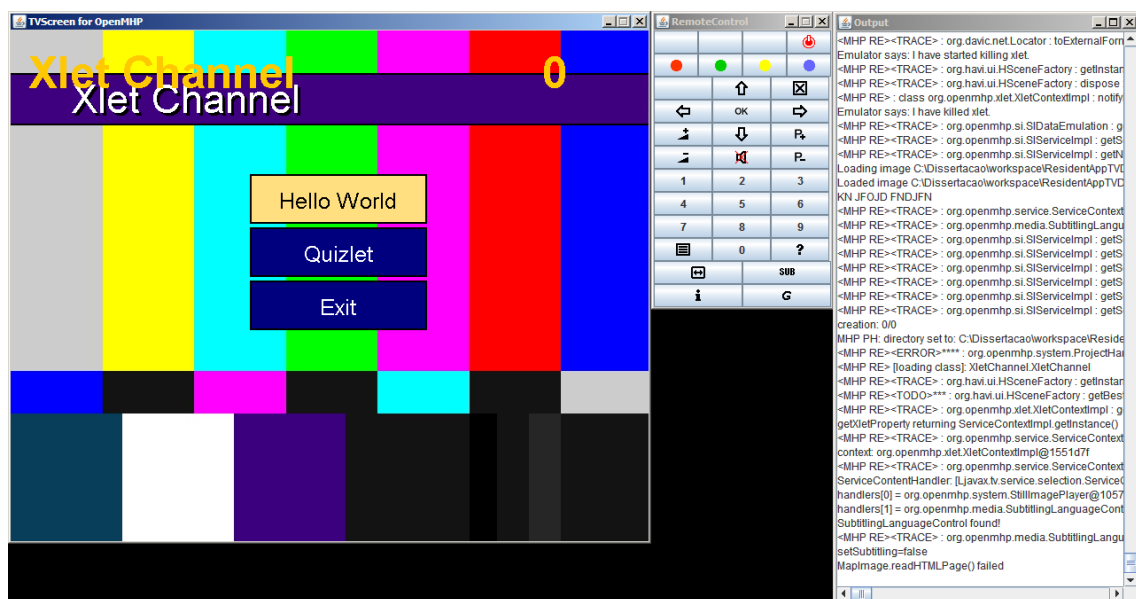 TVScreen for OpenMHP
Xlet Channel 0
Xlet Channel
Hello World
Quizlet
Exit
RemoteControl
OK
P+
P-
1 2 3
4 5 6
7 8 9
0 ?
SUB
i G
Output
<MHP RE><TRACE> : org.davic.net.Locator : toExternalForm
Emulator says: I have started killing xlet.
<MHP RE><TRACE> : org.havi.ui.HSceneFactory : getInstan
<MHP RE><TRACE> : org.havi.ui.HSceneFactory : dispose
<MHP RE> : class org.openmhp.xlet.XletContextImpl : notify
Emulator says: I have killed xlet.
<MHP RE><TRACE> : org.openmhp.si.SIDataEmulation : g
<MHP RE><TRACE> : org.openmhp.si.SIServiceImpl : getS
<MHP RE><TRACE> : org.openmhp.si.SIServiceImpl : getN
Loading image C:\Dissertacao\workspace\ResidentAppTVD
Loaded image C:\Dissertacao\workspace\ResidentAppTVD
KN JFOJD FNDJFN
<MHP RE><TRACE> : org.openmhp.service.ServiceContext
<MHP RE><TRACE> : org.openmhp.media.SubtitlingLangu
<MHP RE><TRACE> : org.openmhp.si.SIServiceImpl : getS
<MHP RE><TRACE> : org.openmhp.si.SIServiceImpl : getS
<MHP RE><TRACE> : org.openmhp.si.SIServiceImpl : getS
<MHP RE><TRACE> : org.openmhp.si.SIServiceImpl : getS
<MHP RE><TRACE> : org.openmhp.si.SIServiceImpl : getS
<MHP RE><TRACE> : org.openmhp.si.SIServiceImpl : getS
creation: 0/0
MHP PH: directory set to: C:\Dissertacao\workspace\Reside
<MHP RE><ERROR>**** : org.openmhp.system.ProjectHan
<MHP RE> [loading class]: XletChannel.XletChannel
<MHP RE><TRACE> : org.havi.ui.HSceneFactory : getInstan
<MHP RE><TODO>*** : org.havi.ui.HSceneFactory : getBes
<MHP RE><TRACE> : org.openmhp.xlet.XletContextImpl : g
getXletProperty returning ServiceContextImpl.getInstance()
<MHP RE><TRACE> : org.openmhp.service.ServiceContext
context: org.openmhp.xlet.XletContextImpl@1551d7f
<MHP RE><TRACE> : org.openmhp.service.ServiceContext
ServiceContentHandler: [Ljavax.tv.service.selection.ServiceC
handlers[0] = org.openmhp.system.StillImagePlayer@1057
handlers[1] = org.openmhp.media.SubtitlingLanguageCont
SubtitlingLanguageControl found!
<MHP RE><TRACE> : org.openmhp.media.SubtitlingLangu
setSubtitling=false
MapImage.readHTMLPage() failed